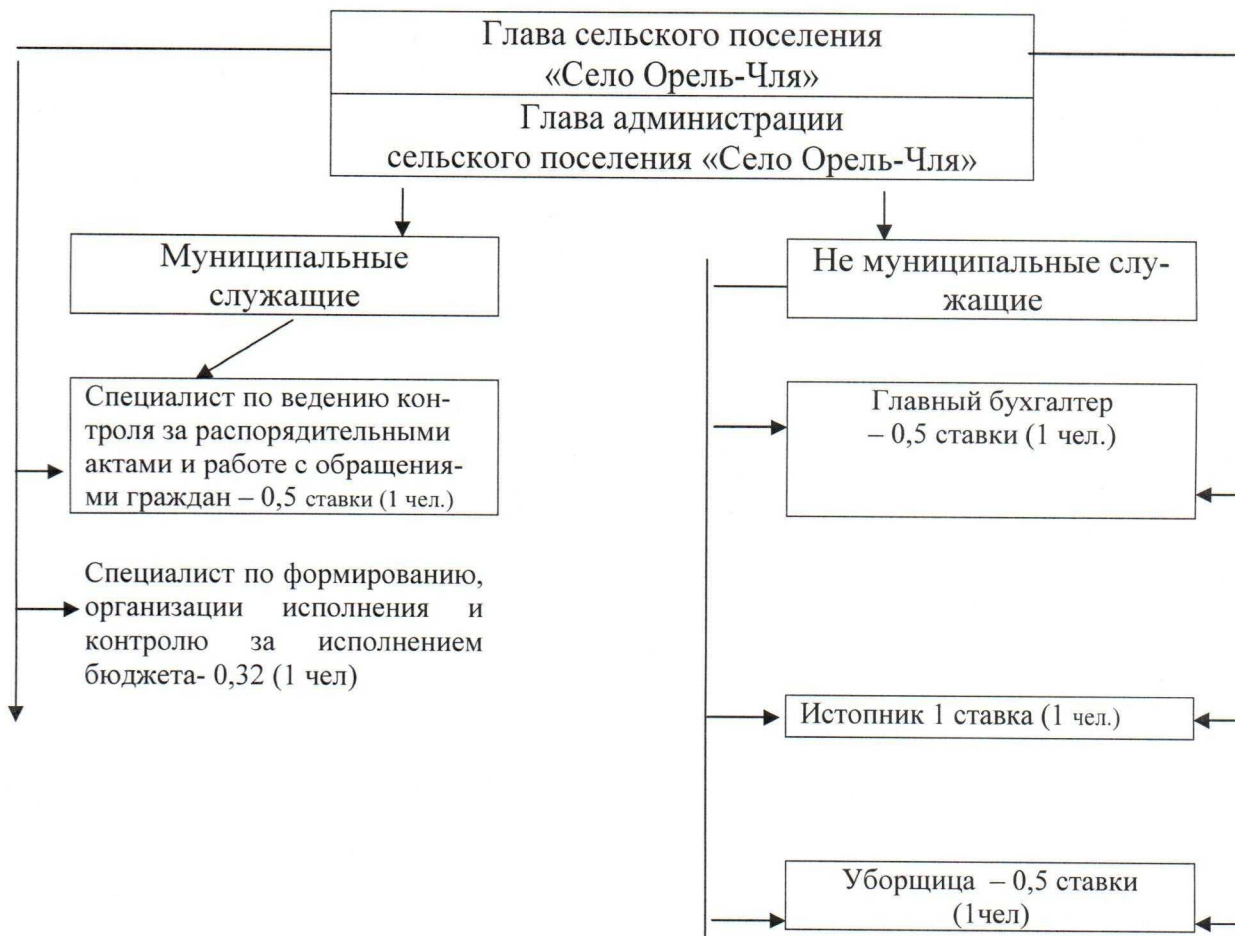 Глава сельского поселения
«Село Орель-Чля»
Глава администрации
сельского поселения «Село Орель-Чля»
Муниципальные
служащие
Специалист по ведению кон-
троля за распорядительными
актами и работе с обращения-
ми граждан – 0,5 ставки (1 чел.)
Специалист по формированию,
организации исполнения и
контролю за исполнением
бюджета- 0,32 (1 чел)
Не муниципальные слу-
жащие
Главный бухгалтер
– 0,5 ставки (1 чел.)
Истопник 1 ставка (1 чел.)
Уборщица – 0,5 ставки
(1чел)